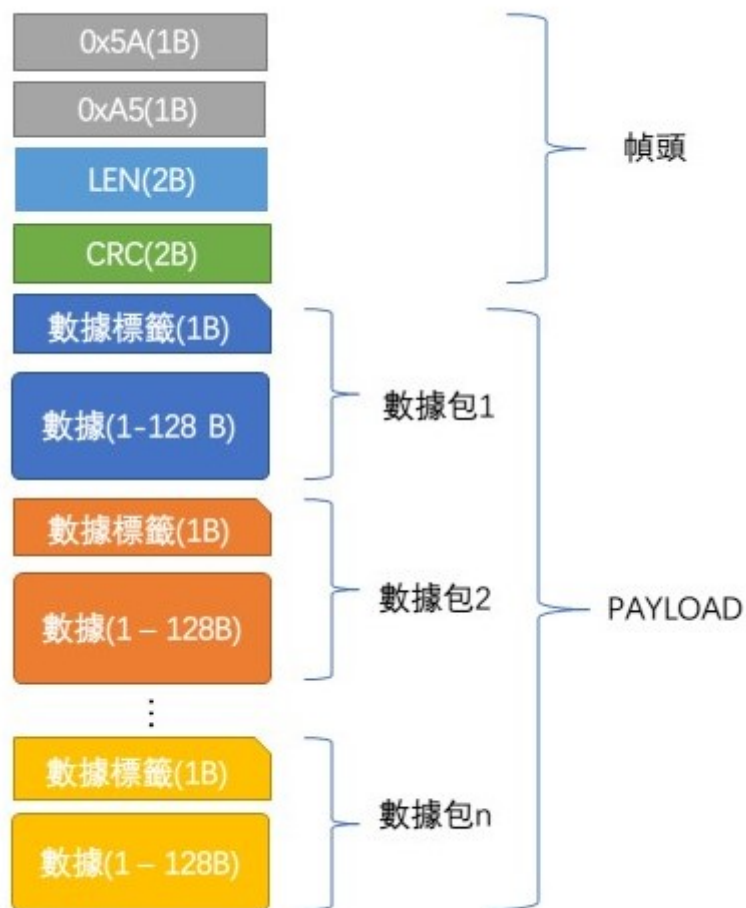 0x5A(1B)
0xA5(1B)
LEN(2B)
CRC(2B)
幀頭
數據標籤(1B)
數據(1-128 B)
數據包1
數據標籤(1B)
數據(1 – 128B)
數據包2
PAYLOAD
⋮
數據標籤(1B)
數據(1 – 128B)
數據包n